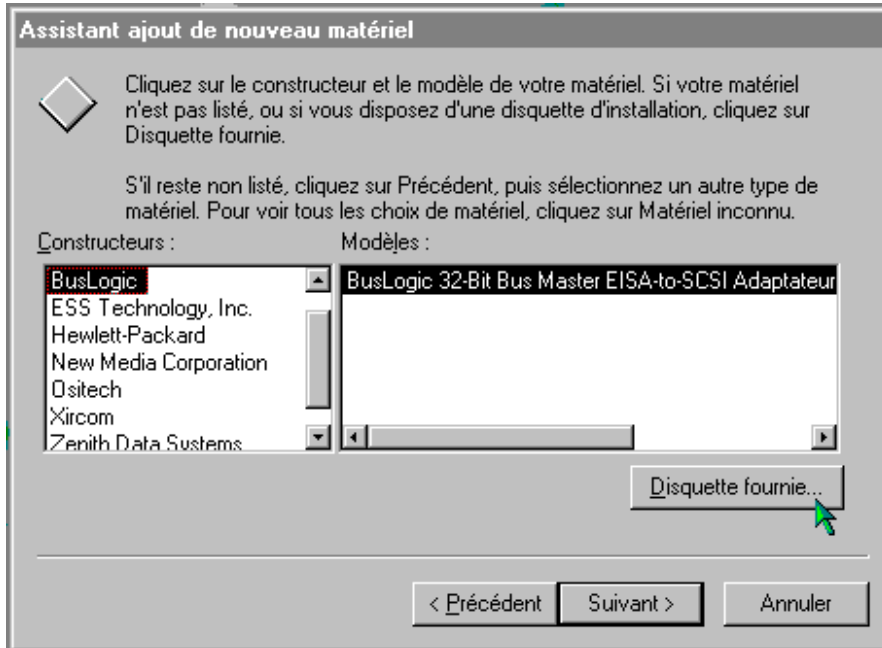 Assistant ajout de nouveau matériel
Cliquez sur le constructeur et le modèle de votre matériel. Si votre matériel
n'est pas listé, ou si vous disposez d'une disquette d'installation, cliquez sur
Disquette fournie.
S'il reste non listé, cliquez sur Précédent, puis sélectionnez un autre type de
matériel. Pour voir tous les choix de matériel, cliquez sur Matériel inconnu.
Constructeurs :
Modèles :
BusLogic
ESS Technology, Inc.
Hewlett-Packard
New Media Corporation
Ositech
Xircom
Zenith Data Systems
BusLogic 32-Bit Bus Master EISA-to-SCSI Adaptateur
Disquette fournie...
< Précédent
Suivant >
Annuler